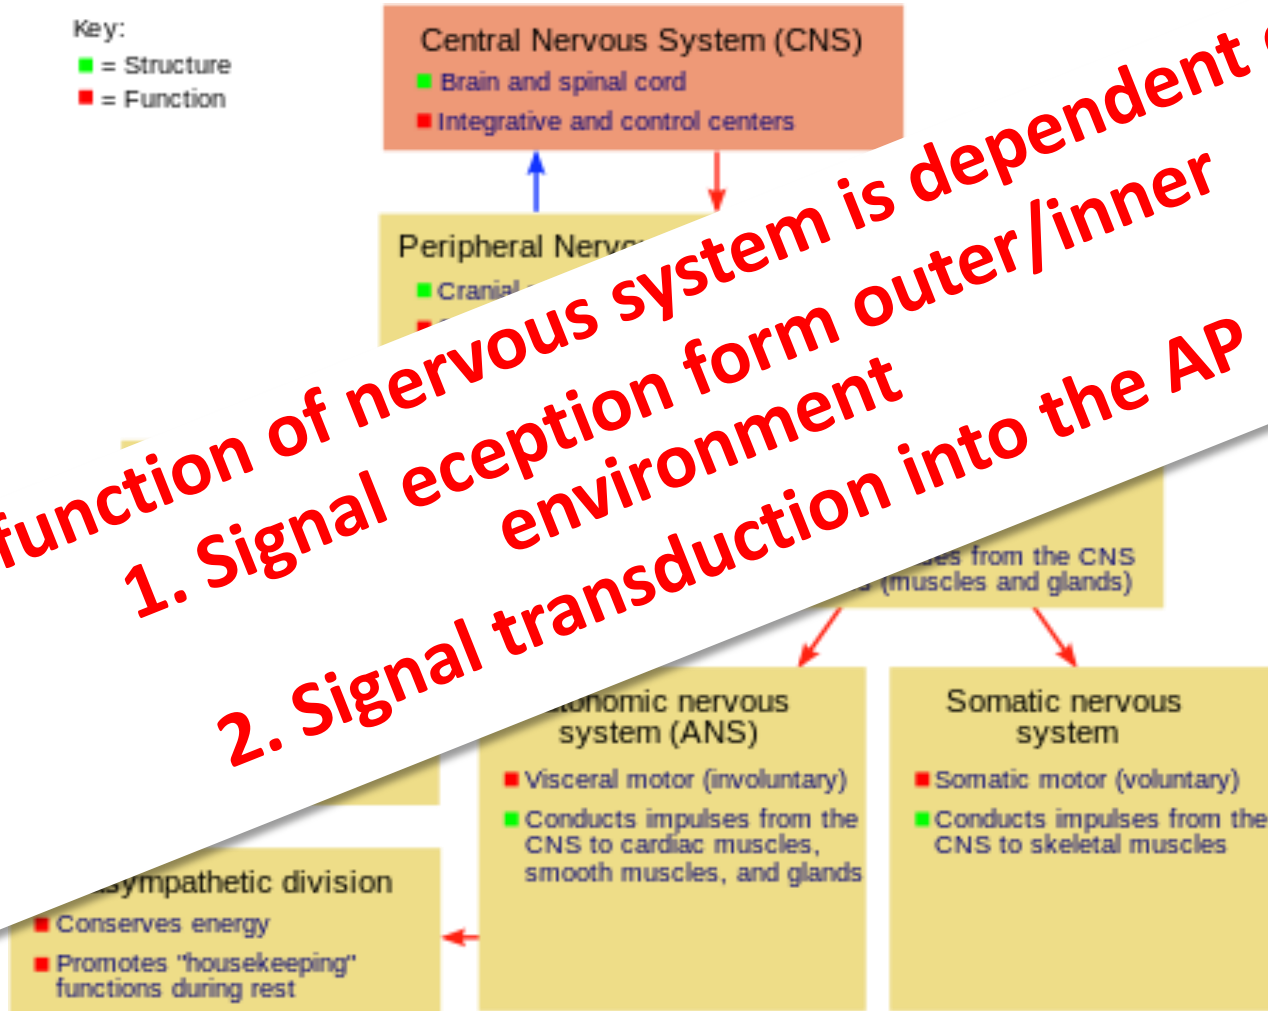 Key:
= Structure
= Function
Central Nervous System (CNS)
Brain and spinal cord
Integrative and control centers
Peripheral
Cranial
function of nervous system is dependent
1. Signal eception form outer/inner
environment
2. Signal transduction into the AP
from the CNS
(muscles and glands)
nervous
system (ANS)
Visceral motor (involuntary)
Conducts impulses from the
CNS to cardiac muscles,
smooth muscles, and glands
Somatic nervous
system
Somatic motor (voluntary)
Conducts impulses from the
CNS to skeletal muscles
division
Conserves energy
Promotes "housekeeping"
functions during rest